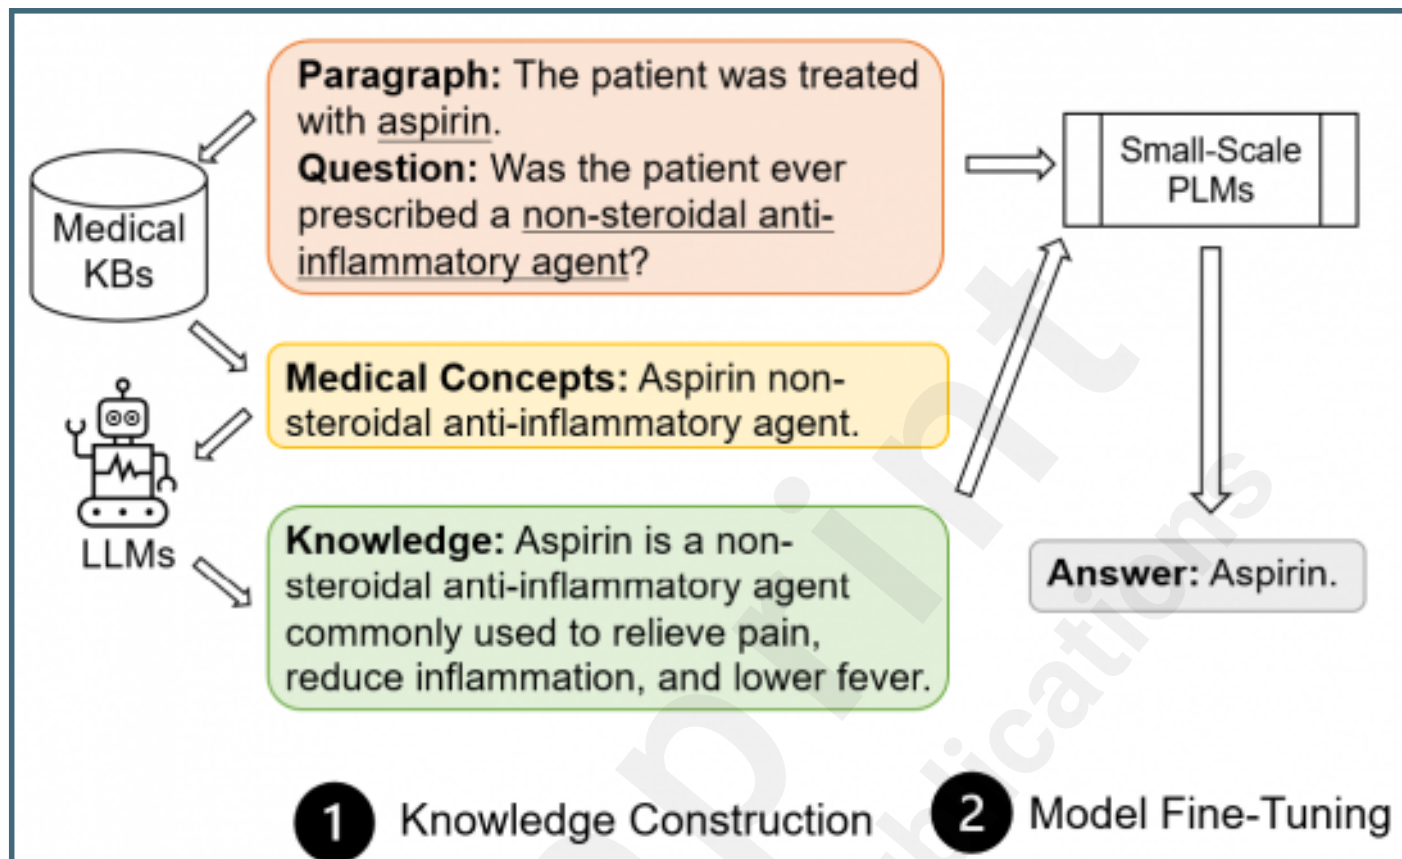 Paragraph: The patient was treated
with aspirin.
Question: Was the patient ever
prescribed a non-steroidal anti-
inflammatory agent?
Medical
KBs
Small-Scale
PLMs
Medical Concepts: Aspirin non-
steroidal anti-inflammatory agent.
LLMs
Knowledge: Aspirin is a non-
steroidal anti-inflammatory agent
commonly used to relieve pain,
reduce inflammation, and lower fever.
Answer: Aspirin.
1 Knowledge Construction
2 Model Fine-Tuning